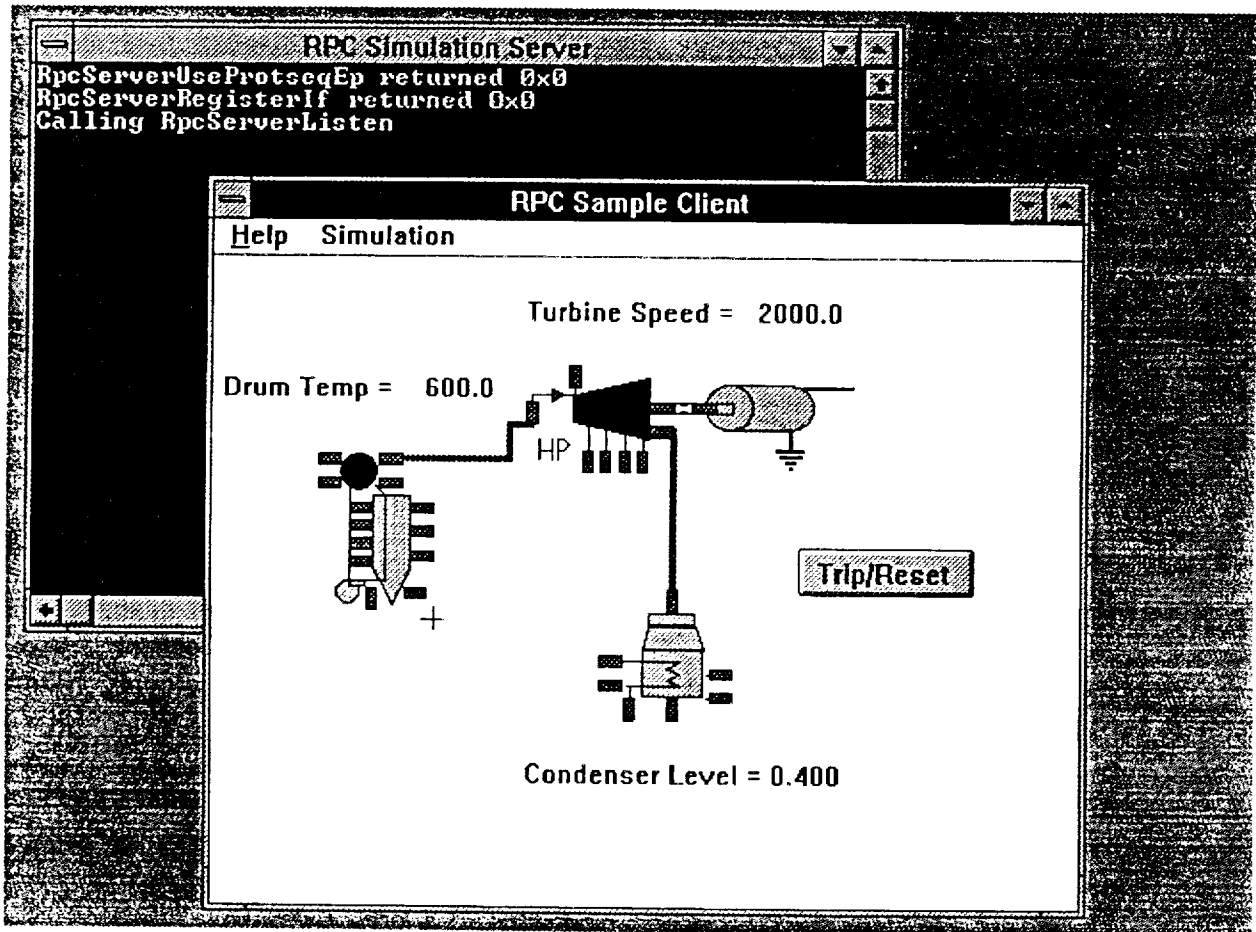 RPC Simulation Server
RpcServerUseProtseqEp returned 0x0
RpcServerRegisterIf returned 0x0
Calling RpcServerListen
RPC Sample Client
Help Simulation
Turbine Speed = 2000.0
Drum Temp = 600.0
HP
Trip/Reset
Condenser Level = 0.400